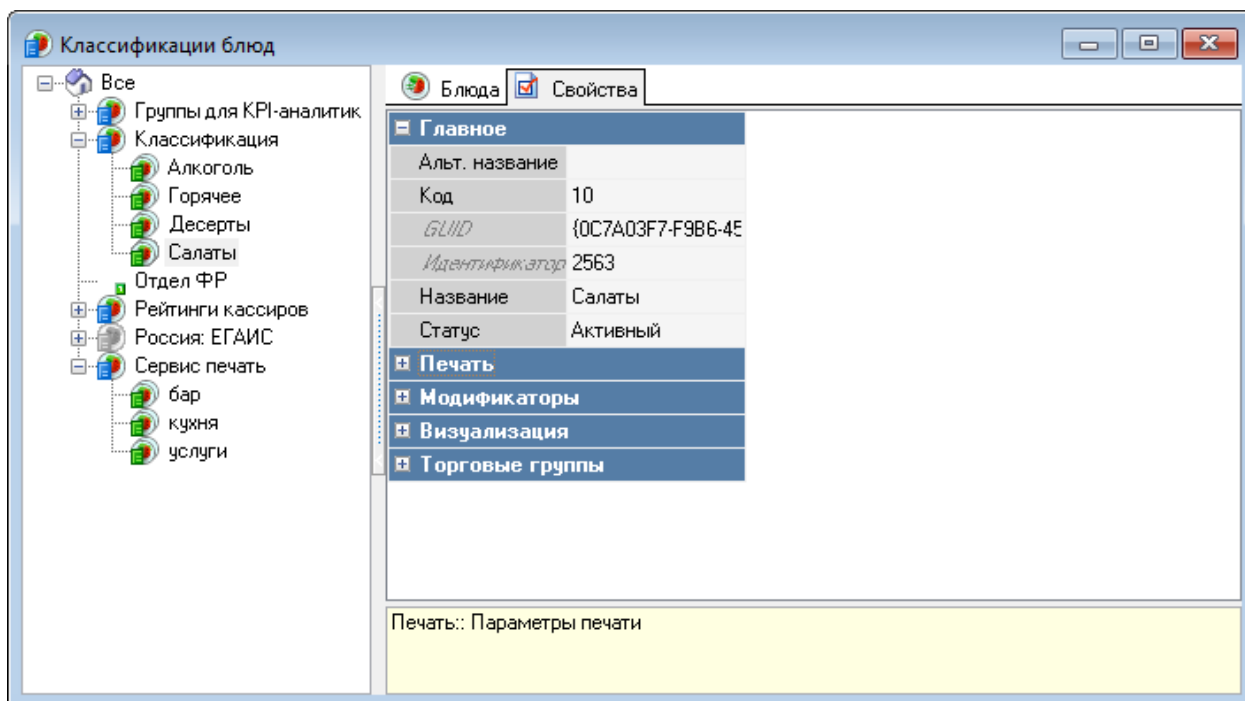 Классификации блюд
Все
Группы для KPI-аналитик
Классификация
Алкоголь
Горячее
Десерты
Салаты
Отдел ФР
Рейтинги кассиров
Россия: ЕГАИС
Сервис печать
бар
кухня
услуги
Блюда Свойства
Главное
Альт. название
Код 10
GUID {0C7A03F7-F9B6-45
Идентификатор 2563
Название Салаты
Статус Активный
Печать
Модификаторы
Визуализация
Торговые группы
Печать:: Параметры печати